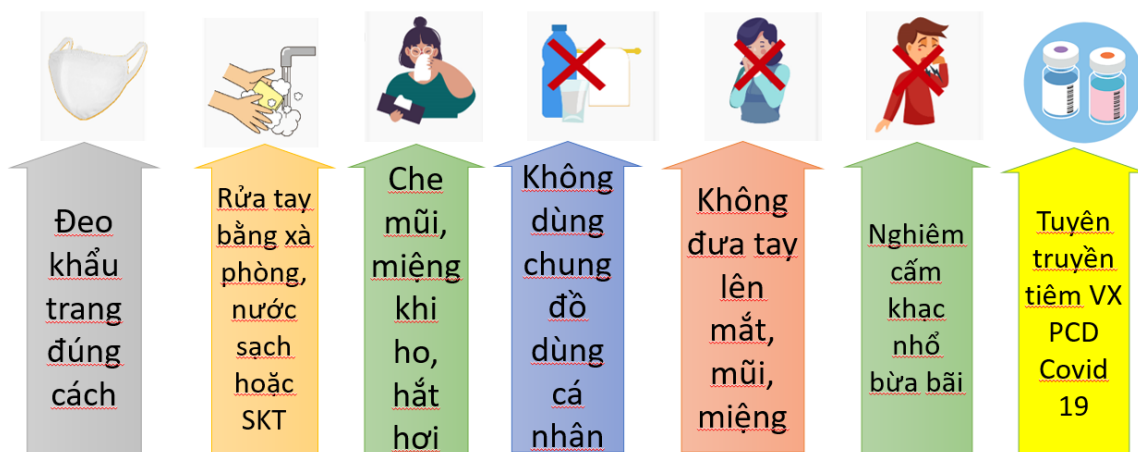 Đeo
khẩu
trang
đúng
cách
Rửa tay
bằng xà
phòng,
nước
sạch
hoặc
SKT
Che
mũi,
miệng
khi
ho,
hắt
hơi
Không
dùng
chung
đồ
dùng
cá
nhân
Không
đưa tay
lên
mắt,
mũi,
miệng
Nghiêm
cấm
khạc
nhổ
bừa bãi
Tuyên
truyền
tiêm VX
PCD
Covid
19